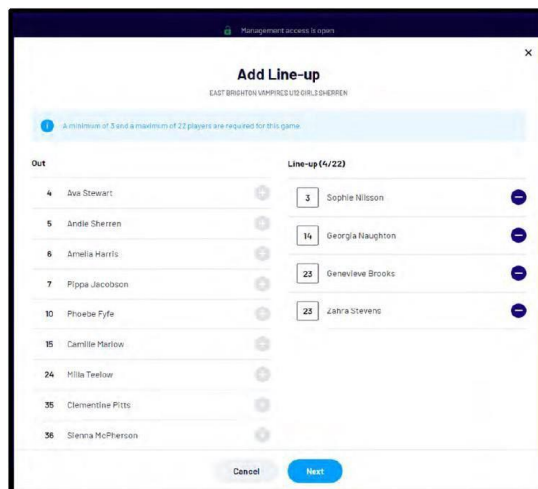 Management access is open
Add Line-up
EAST BRIGHTON VAMPIRES U12 GIRLS SHERREN
A minimum of 3 and a maximum of 22 players are required for this game
Out
4 Ava Stewart
5 Andie Sherren
6 Amelia Harris
7 Pippa Jacobson
10 Phoebe Fyfe
15 Camille Marlow
24 Milla Teelow
35 Clementine Pitts
36 Sienna McPherson
Line-up (4/22)
3 Sophie Nilsson
14 Georgia Naughton
23 Genevieve Brooks
23 Zahra Stevens
Cancel
Next